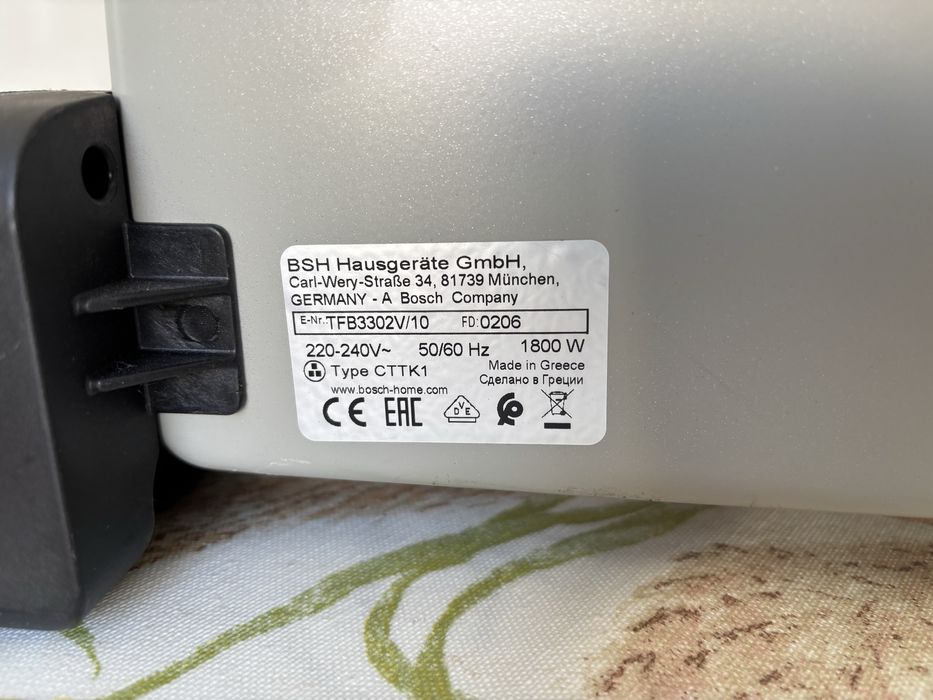 BSH Hausgeräte GmbH,
Carl-Wery-Straße 34, 81739 München,
GERMANY - A Bosch Company
E-Nr.:TFB3302V/10 FD:0206
220-240V~ 50/60 Hz 1800 W
Type CTTK1 Made in Greece
Сделано в Греции
www.bosch-home.com
CE EAC DVE